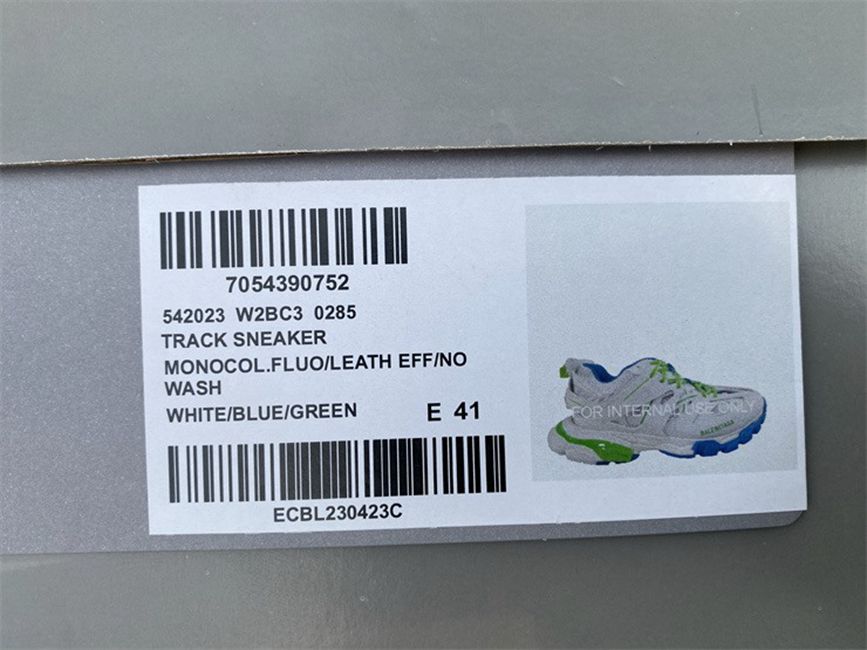 7054390752
542023 W2BC3 0285
TRACK SNEAKER
MONOCOL.FLUO/LEATH EFF/NO
WASH
WHITE/BLUE/GREEN E 41
ECBL230423C
FOR INTERNAL USE ONLY
BALENCIAGA